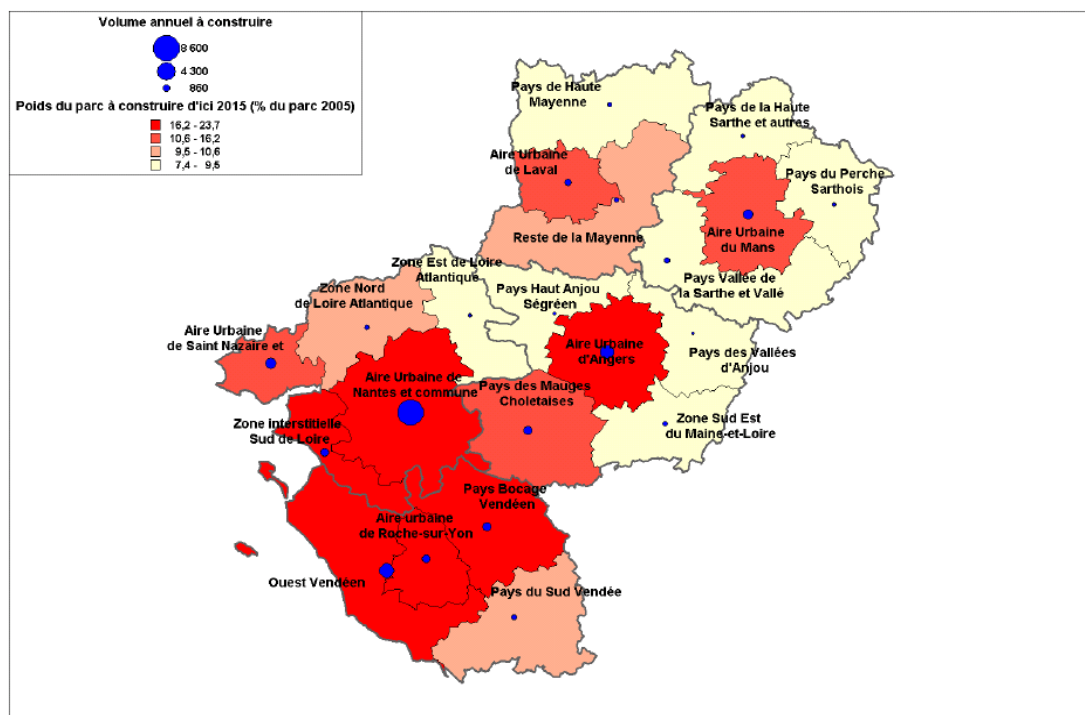 Volume annuel à construire
8 600
4 300
860
Poids du parc à construire d'ici 2015 (% du parc 2005)
16,2 - 23,7
10,6 - 16,2
9,5 - 10,6
7,4 - 9,5
Pays de Haute
Mayenne
Pays de la Haute
Sarthe et autres
Aire Urbaine
de Laval
Pays du Perche
Sarthois
Reste de la Mayenne
Aire Urbaine
du Mans
Zone Est de Loire
Atlantique
Pays Vallée de
la Sarthe et Vallé
Zone Nord
de Loire Atlantique
Pays Haut Anjou
Ségréen
Aire Urbaine
de Saint Nazaire et
Aire Urbaine
d'Angers
Pays des Vallées
d'Anjou
Aire Urbaine de
Nantes et commune
Pays des Mauges
Choletaises
Zone interstitielle
Sud de Loire
Zone Sud Est
du Maine-et-Loire
Pays Bocage
Vendéen
Aire urbaine
de Roche-sur-Yon
Ouest Vendéen
Pays du Sud Vendée